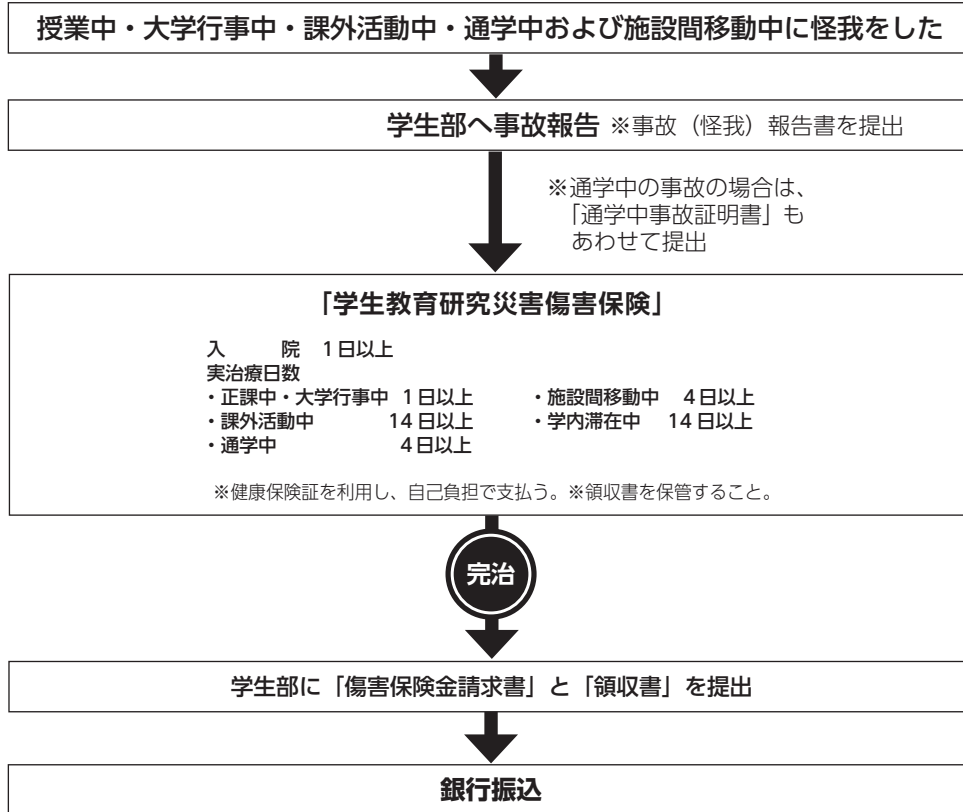 授業中・大学行事中・課外活動中・通学中および施設間移動中に怪我をした
学生部へ事故報告 ※事故（怪我）報告書を提出
※通学中の事故の場合は、
「通学中事故証明書」も
あわせて提出
「学生教育研究災害傷害保険」
入　　院　1日以上
実治療日数
・正課中・大学行事中 1日以上　・施設間移動中 4日以上
・課外活動中 14日以上　・学内滞在中 14日以上
・通学中 4日以上
※健康保険証を利用し、自己負担で支払う。※領収書を保管すること。
完治
学生部に「傷害保険金請求書」と「領収書」を提出
銀行振込